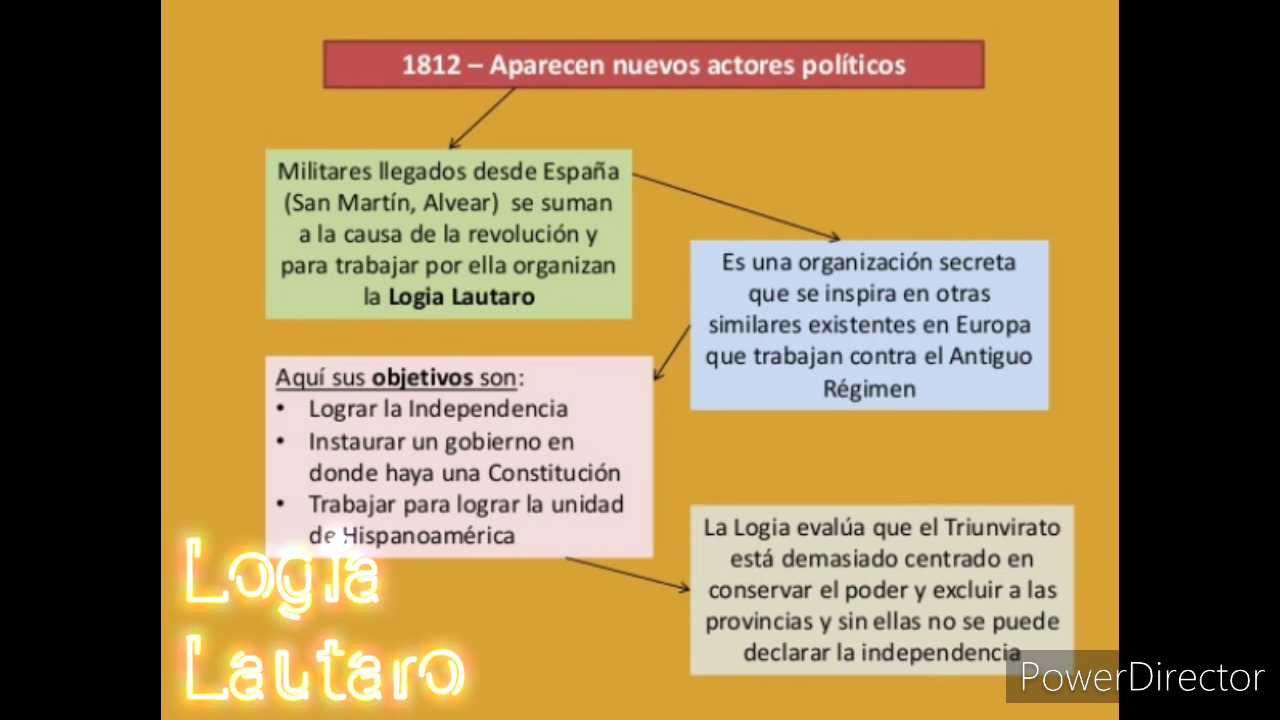 1812 – Aparecen nuevos actores políticos
Militares llegados desde España
(San Martín, Alvear) se suman
a la causa de la revolución y
para trabajar por ella organizan
la Logia Lautaro
Es una organización secreta
que se inspira en otras
similares existentes en Europa
que trabajan contra el Antiguo
Régimen
Aquí sus objetivos son:
• Lograr la Independencia
• Instaurar un gobierno en
donde haya una Constitución
• Trabajar para lograr la unidad
de Hispanoamérica
La Logia evalúa que el Triunvirato
está demasiado centrado en
conservar el poder y excluir a las
provincias y sin ellas no se puede
declarar la independencia
Logia
Lautaro
PowerDirector